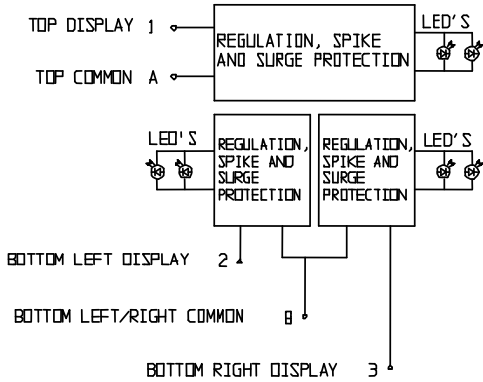 TOP DISPLAY 1
LED'S
REGULATION, SPIKE
AND SURGE PROTECTION
TOP COMMON A
LED'S
REGULATION,
SPIKE AND
SURGE
PROTECTION
REGULATION,
SPIKE AND
SURGE
PROTECTION
LED'S
BOTTOM LEFT DISPLAY 2
BOTTOM LEFT/RIGHT COMMON B
BOTTOM RIGHT DISPLAY 3